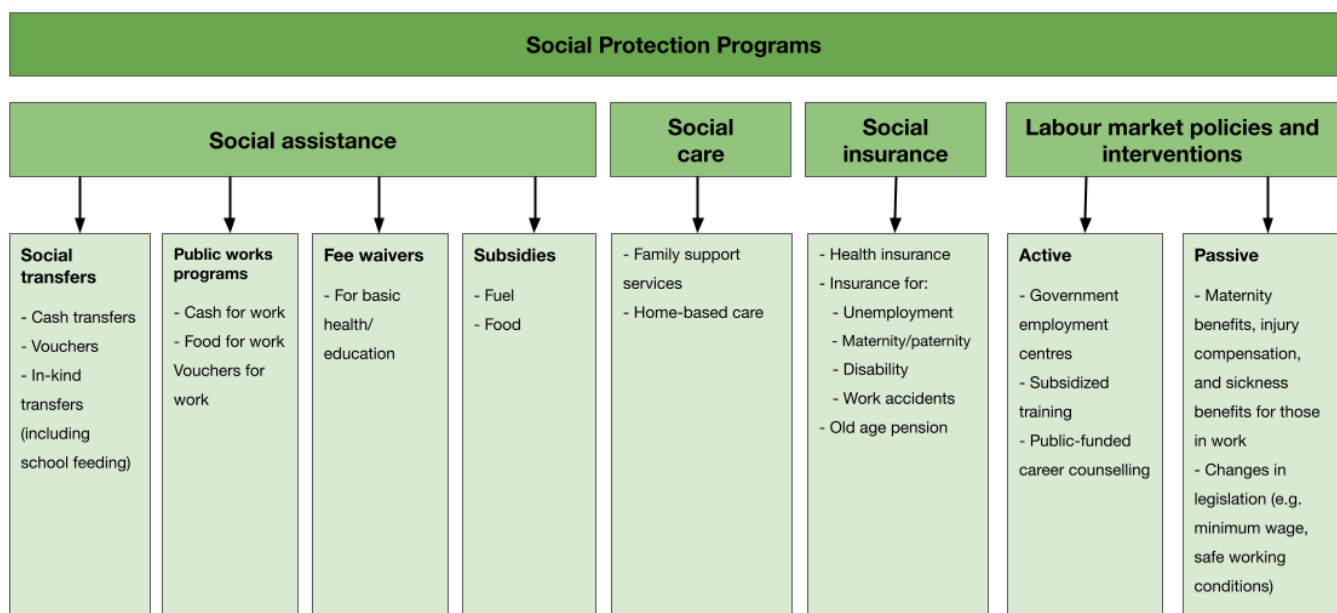 Social Protection Programs
Social assistance
Social
care
Social
insurance
Labour market policies and
interventions
Social
transfers
- Cash transfers
- Vouchers
- In-kind
transfers
(including
school feeding)
Public works
programs
- Cash for work
- Food for work
Vouchers for
work
Fee waivers
- For basic
health/
education
Subsidies
- Fuel
- Food
- Family support
services
- Home-based care
- Health insurance
- Insurance for:
- Unemployment
- Maternity/paternity
- Disability
- Work accidents
- Old age pension
Active
- Government
employment
centres
- Subsidized
training
- Public-funded
career counselling
Passive
- Maternity
benefits, injury
compensation,
and sickness
benefits for those
in work
- Changes in
legislation (e.g.
minimum wage,
safe working
conditions)